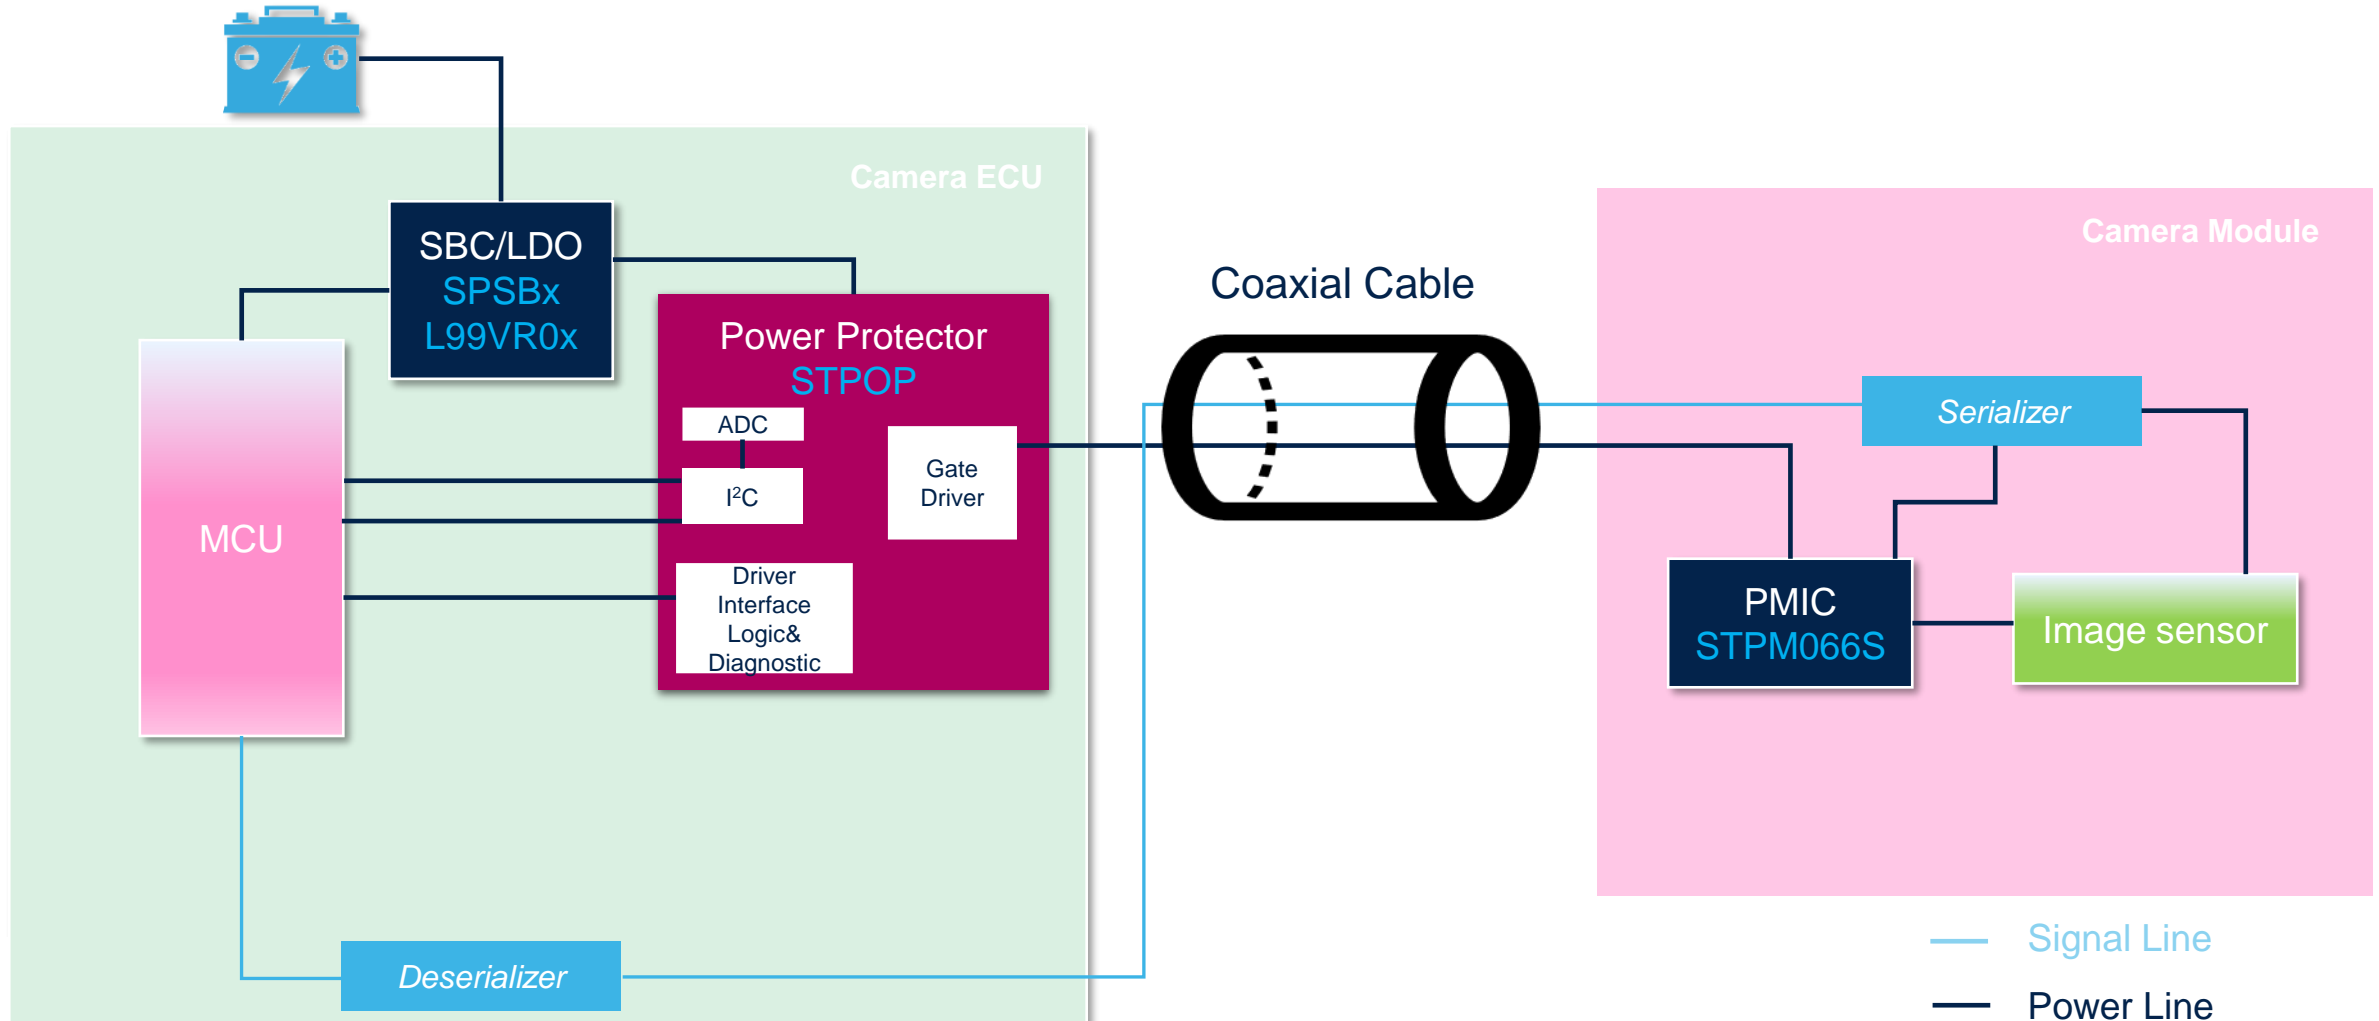 Camera ECU
SBC/LDO
SPSBx
L99VR0x
Power Protector
STPOP
ADC
I²C
Gate
Driver
Driver
Interface
Logic&
Diagnostic
MCU
Deserializer
Coaxial Cable
Camera Module
Serializer
PMIC
STPM066S
Image sensor
Signal Line
Power Line